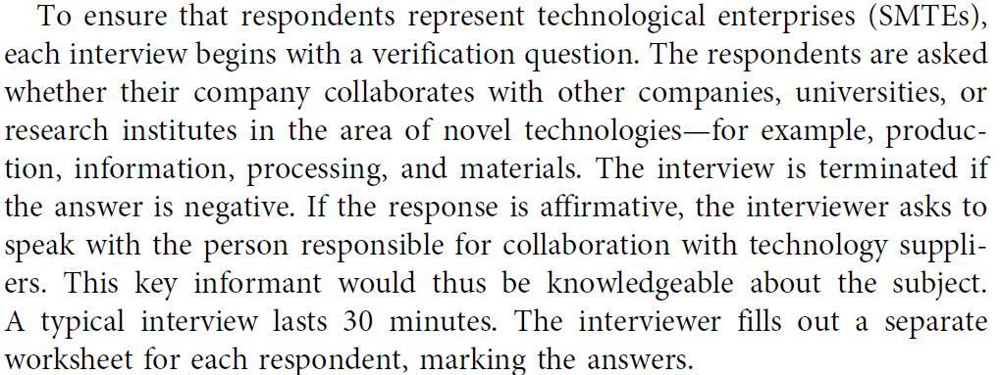 To ensure that respondents represent technological enterprises (SMTEs),
each interview begins with a verification question. The respondents are asked
whether their company collaborates with other companies, universities, or
research institutes in the area of novel technologies—for example, produc-
tion, information, processing, and materials. The interview is terminated if
the answer is negative. If the response is affirmative, the interviewer asks to
speak with the person responsible for collaboration with technology suppli-
ers. This key informant would thus be knowledgeable about the subject.
A typical interview lasts 30 minutes. The interviewer fills out a separate
worksheet for each respondent, marking the answers.